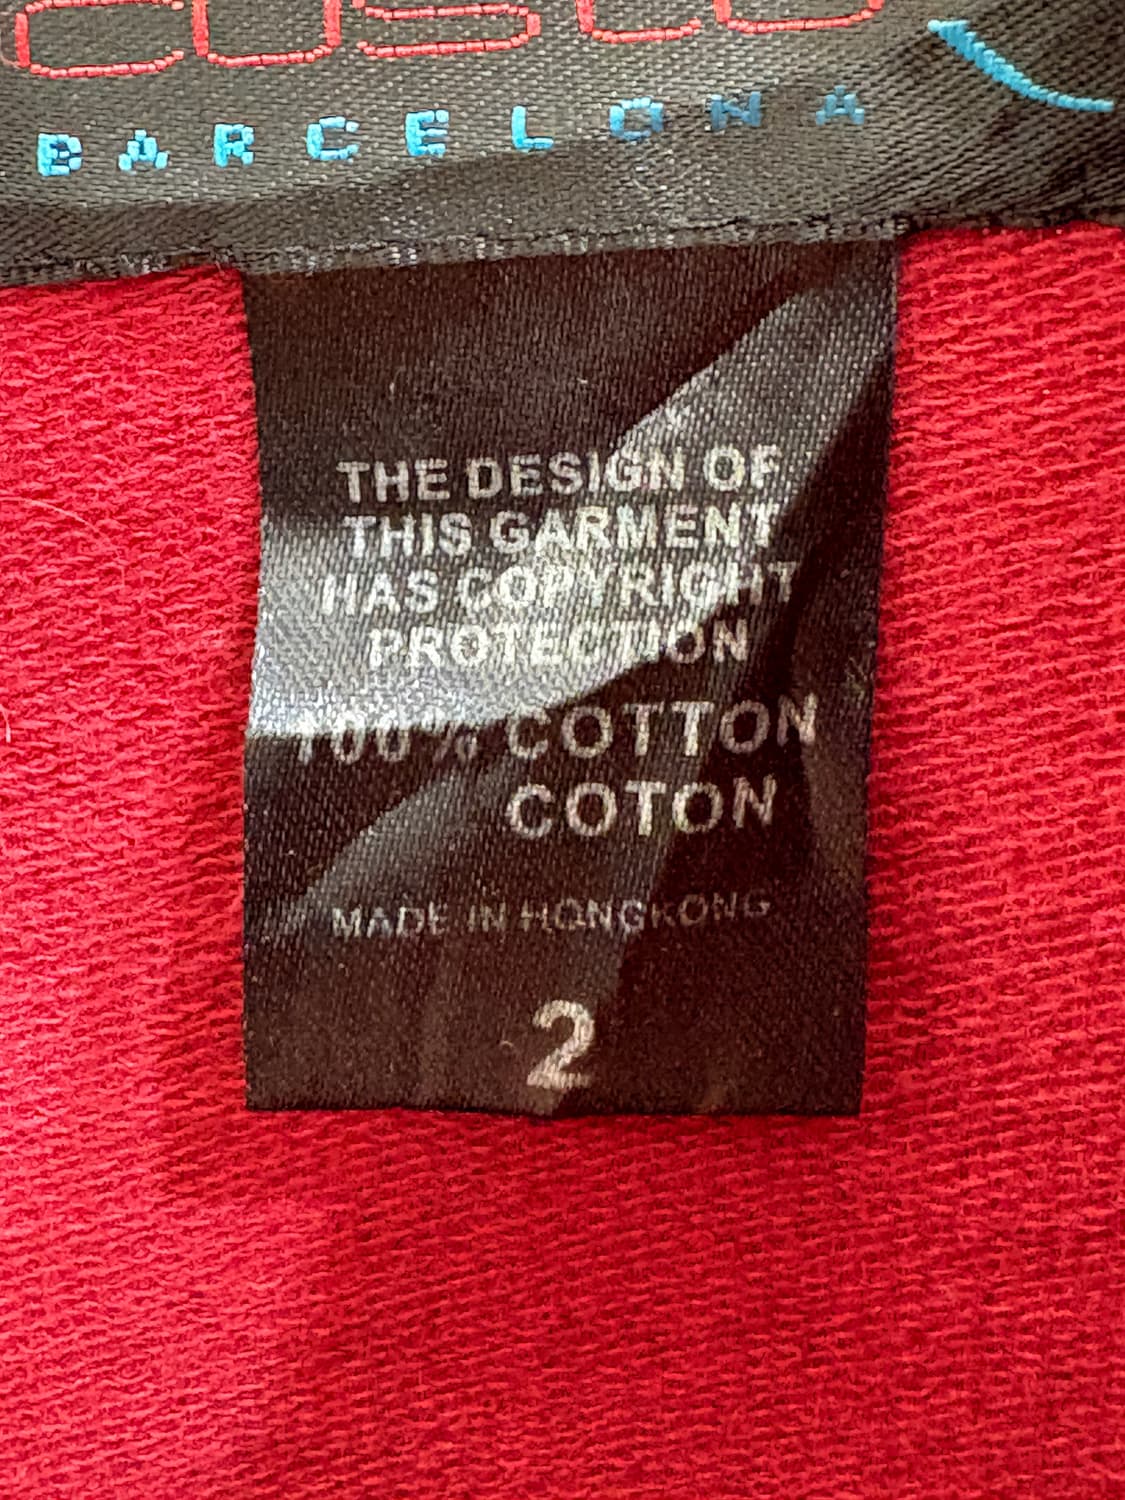 BARCELONA
THE DESIGN OF
THIS GARMENT
HAS COPYRIGHT
PROTECTION
100% COTTON
COTON
MADE IN HONGKONG
2